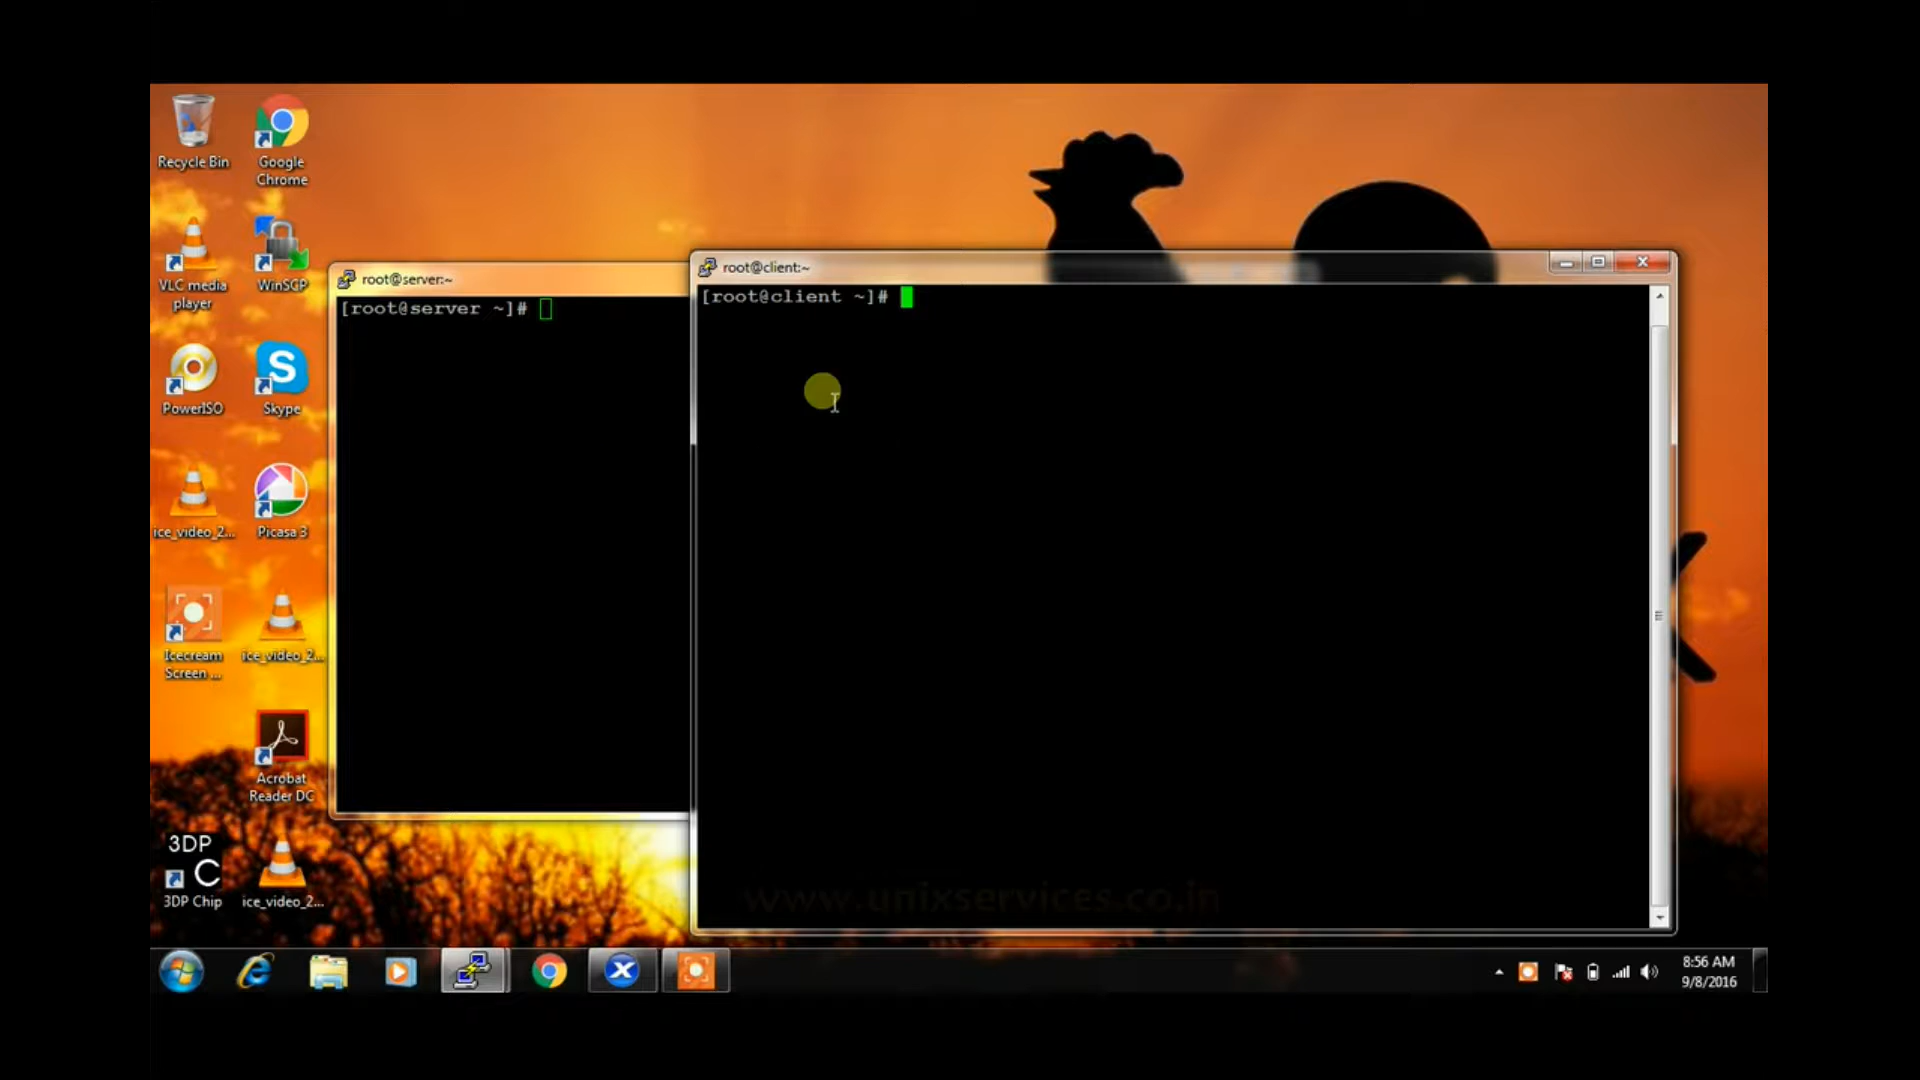 Recycle Bin
Google
Chrome
VLC media
player
WinSCP
PowerISO
Skype
ice_video_2...
Picasa 3
Icecream
Screen ...
ice_video_2...
Acrobat
Reader DC
3DP
C
3DP Chip
ice_video_2...
root@server:~
[root@server ~]#
root@client:~
[root@client ~]#
www.unixservices.co.in
8:56 AM
9/8/2016